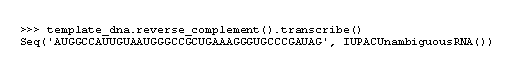 >>> template_dna.reverse_complement().transcribe()
Seq('AUGGCCAUUGUAAUGGGCCGCUGAAAGGGUGCCCGAUAG', IUPACUnambiguousRNA())